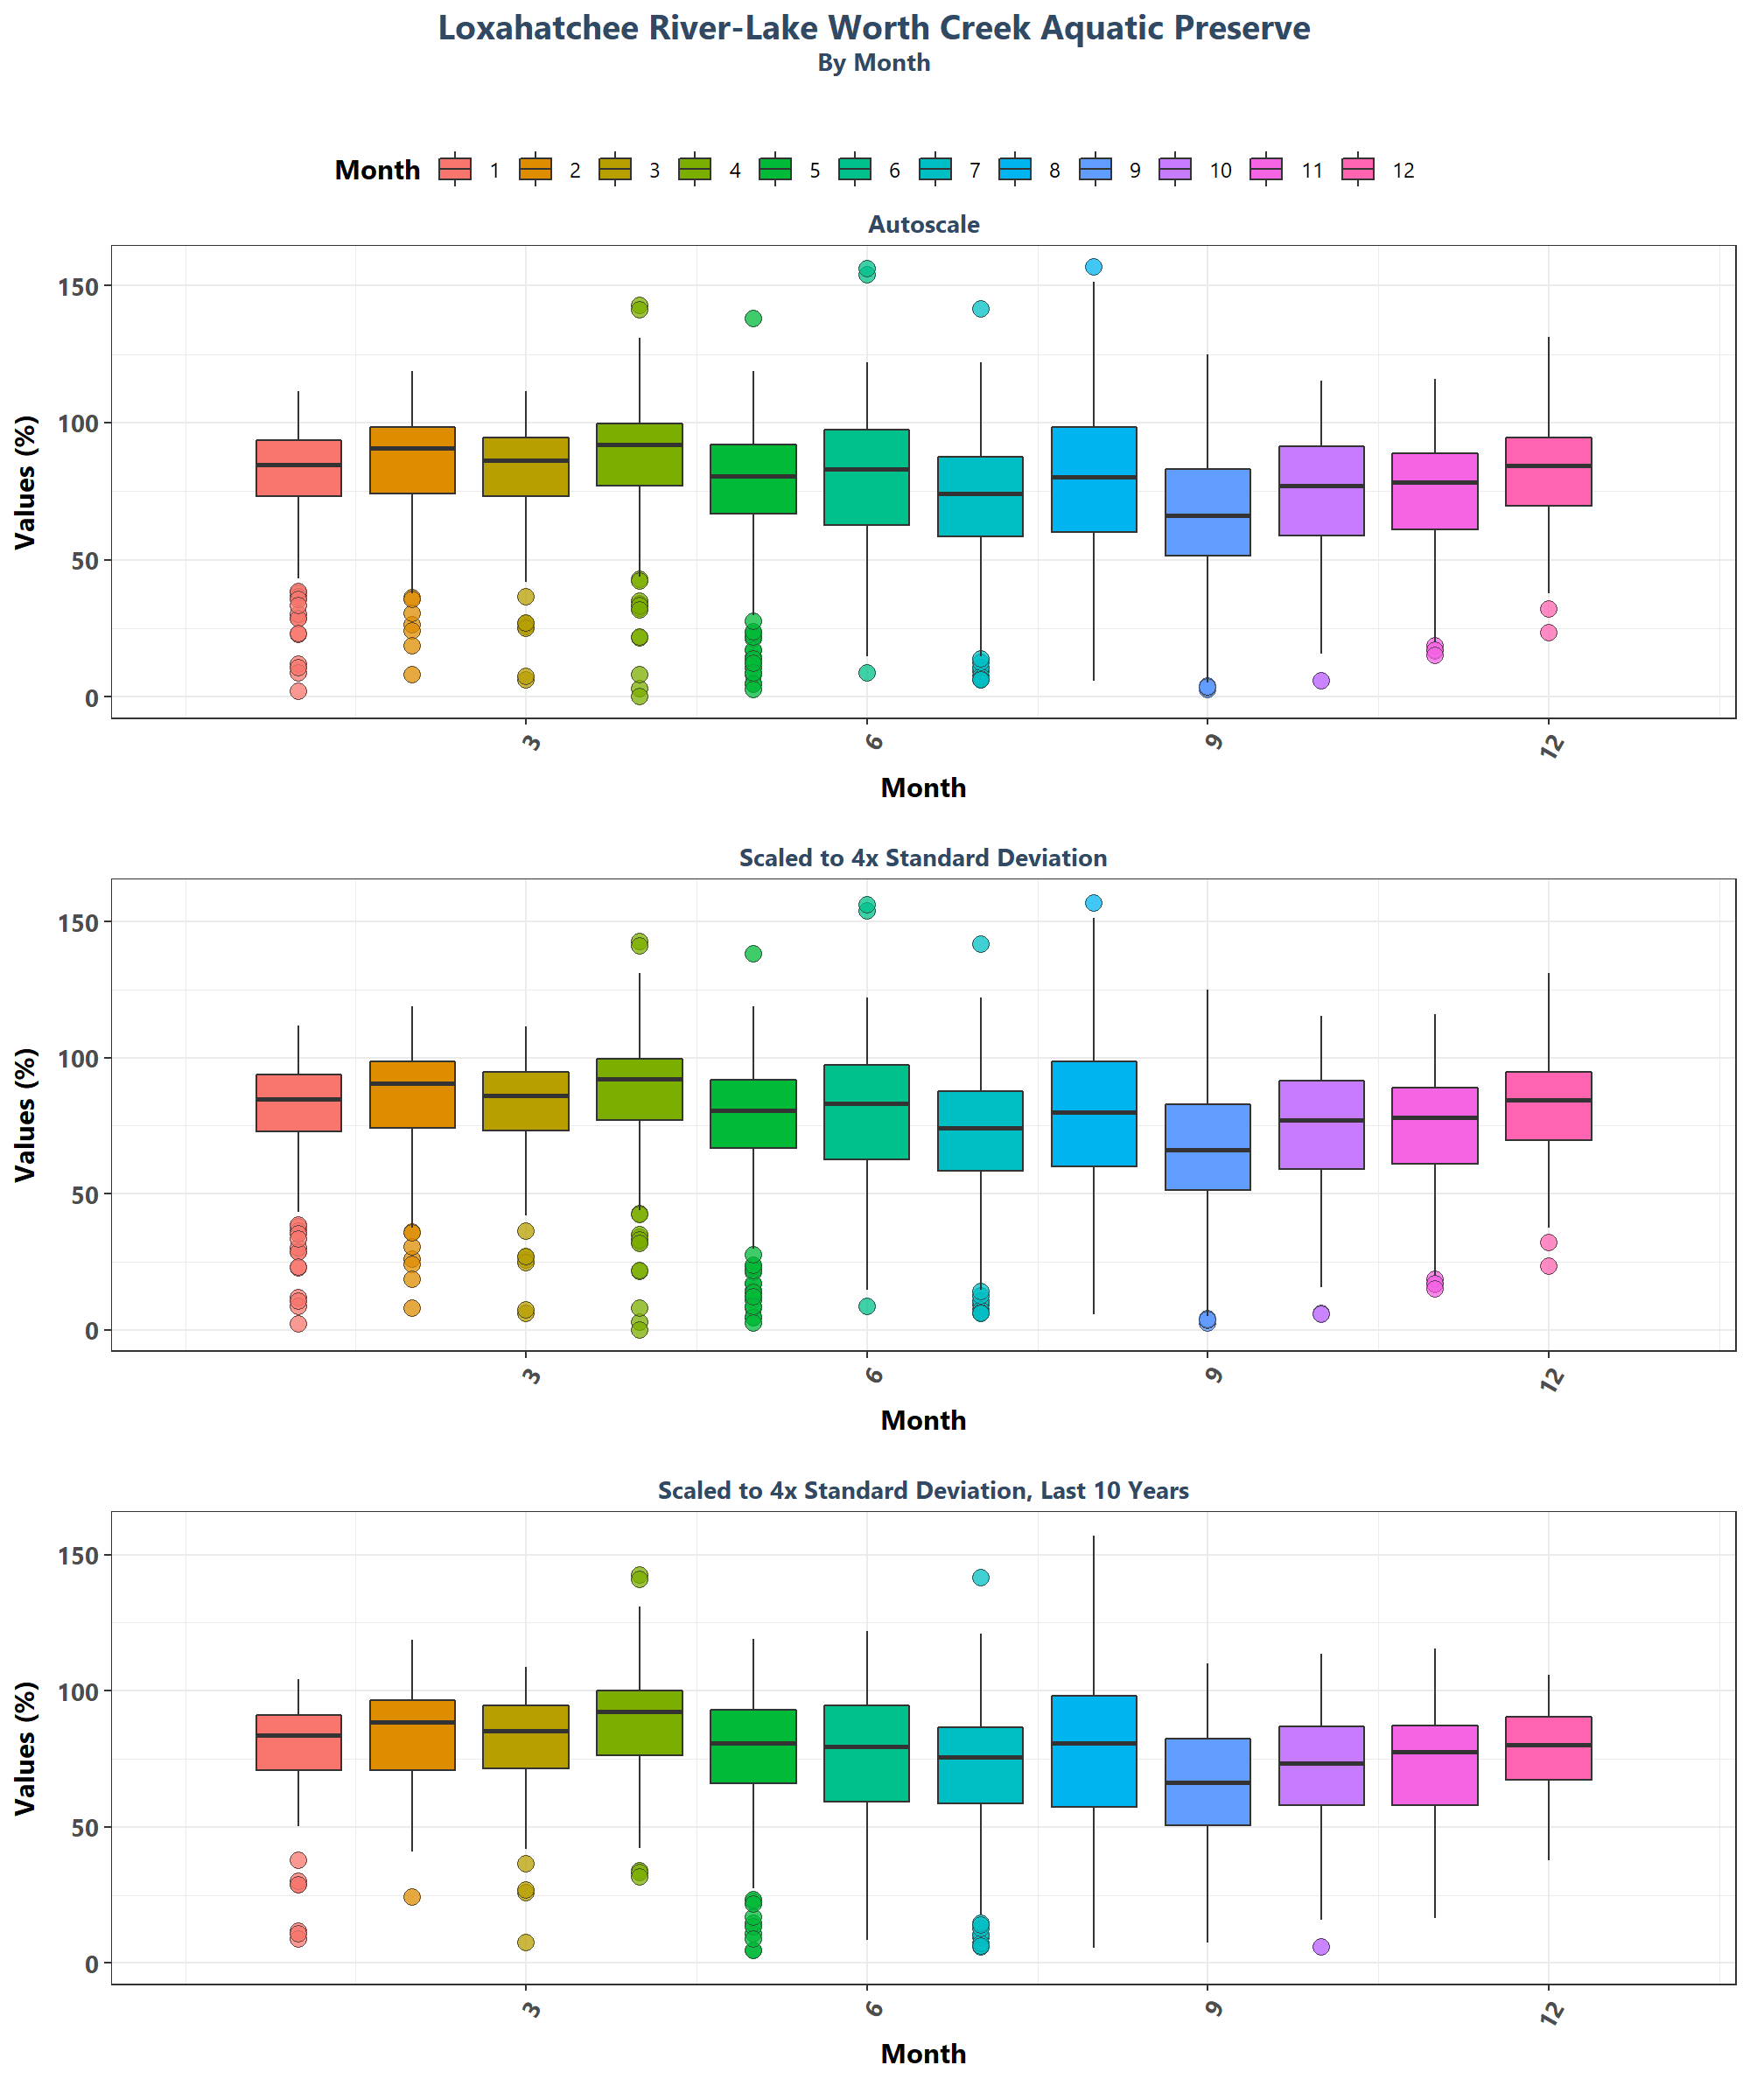 Loxahatchee River-Lake Worth Creek Aquatic Preserve
By Month
Month 1 2 3 4 5 6 7 8 9 10 11 12
Autoscale
Values (%)
150
100
50
0
3 6 9 12
Month
Scaled to 4x Standard Deviation
Values (%)
150
100
50
0
3 6 9 12
Month
Scaled to 4x Standard Deviation, Last 10 Years
Values (%)
150
100
50
0
3 6 9 12
Month